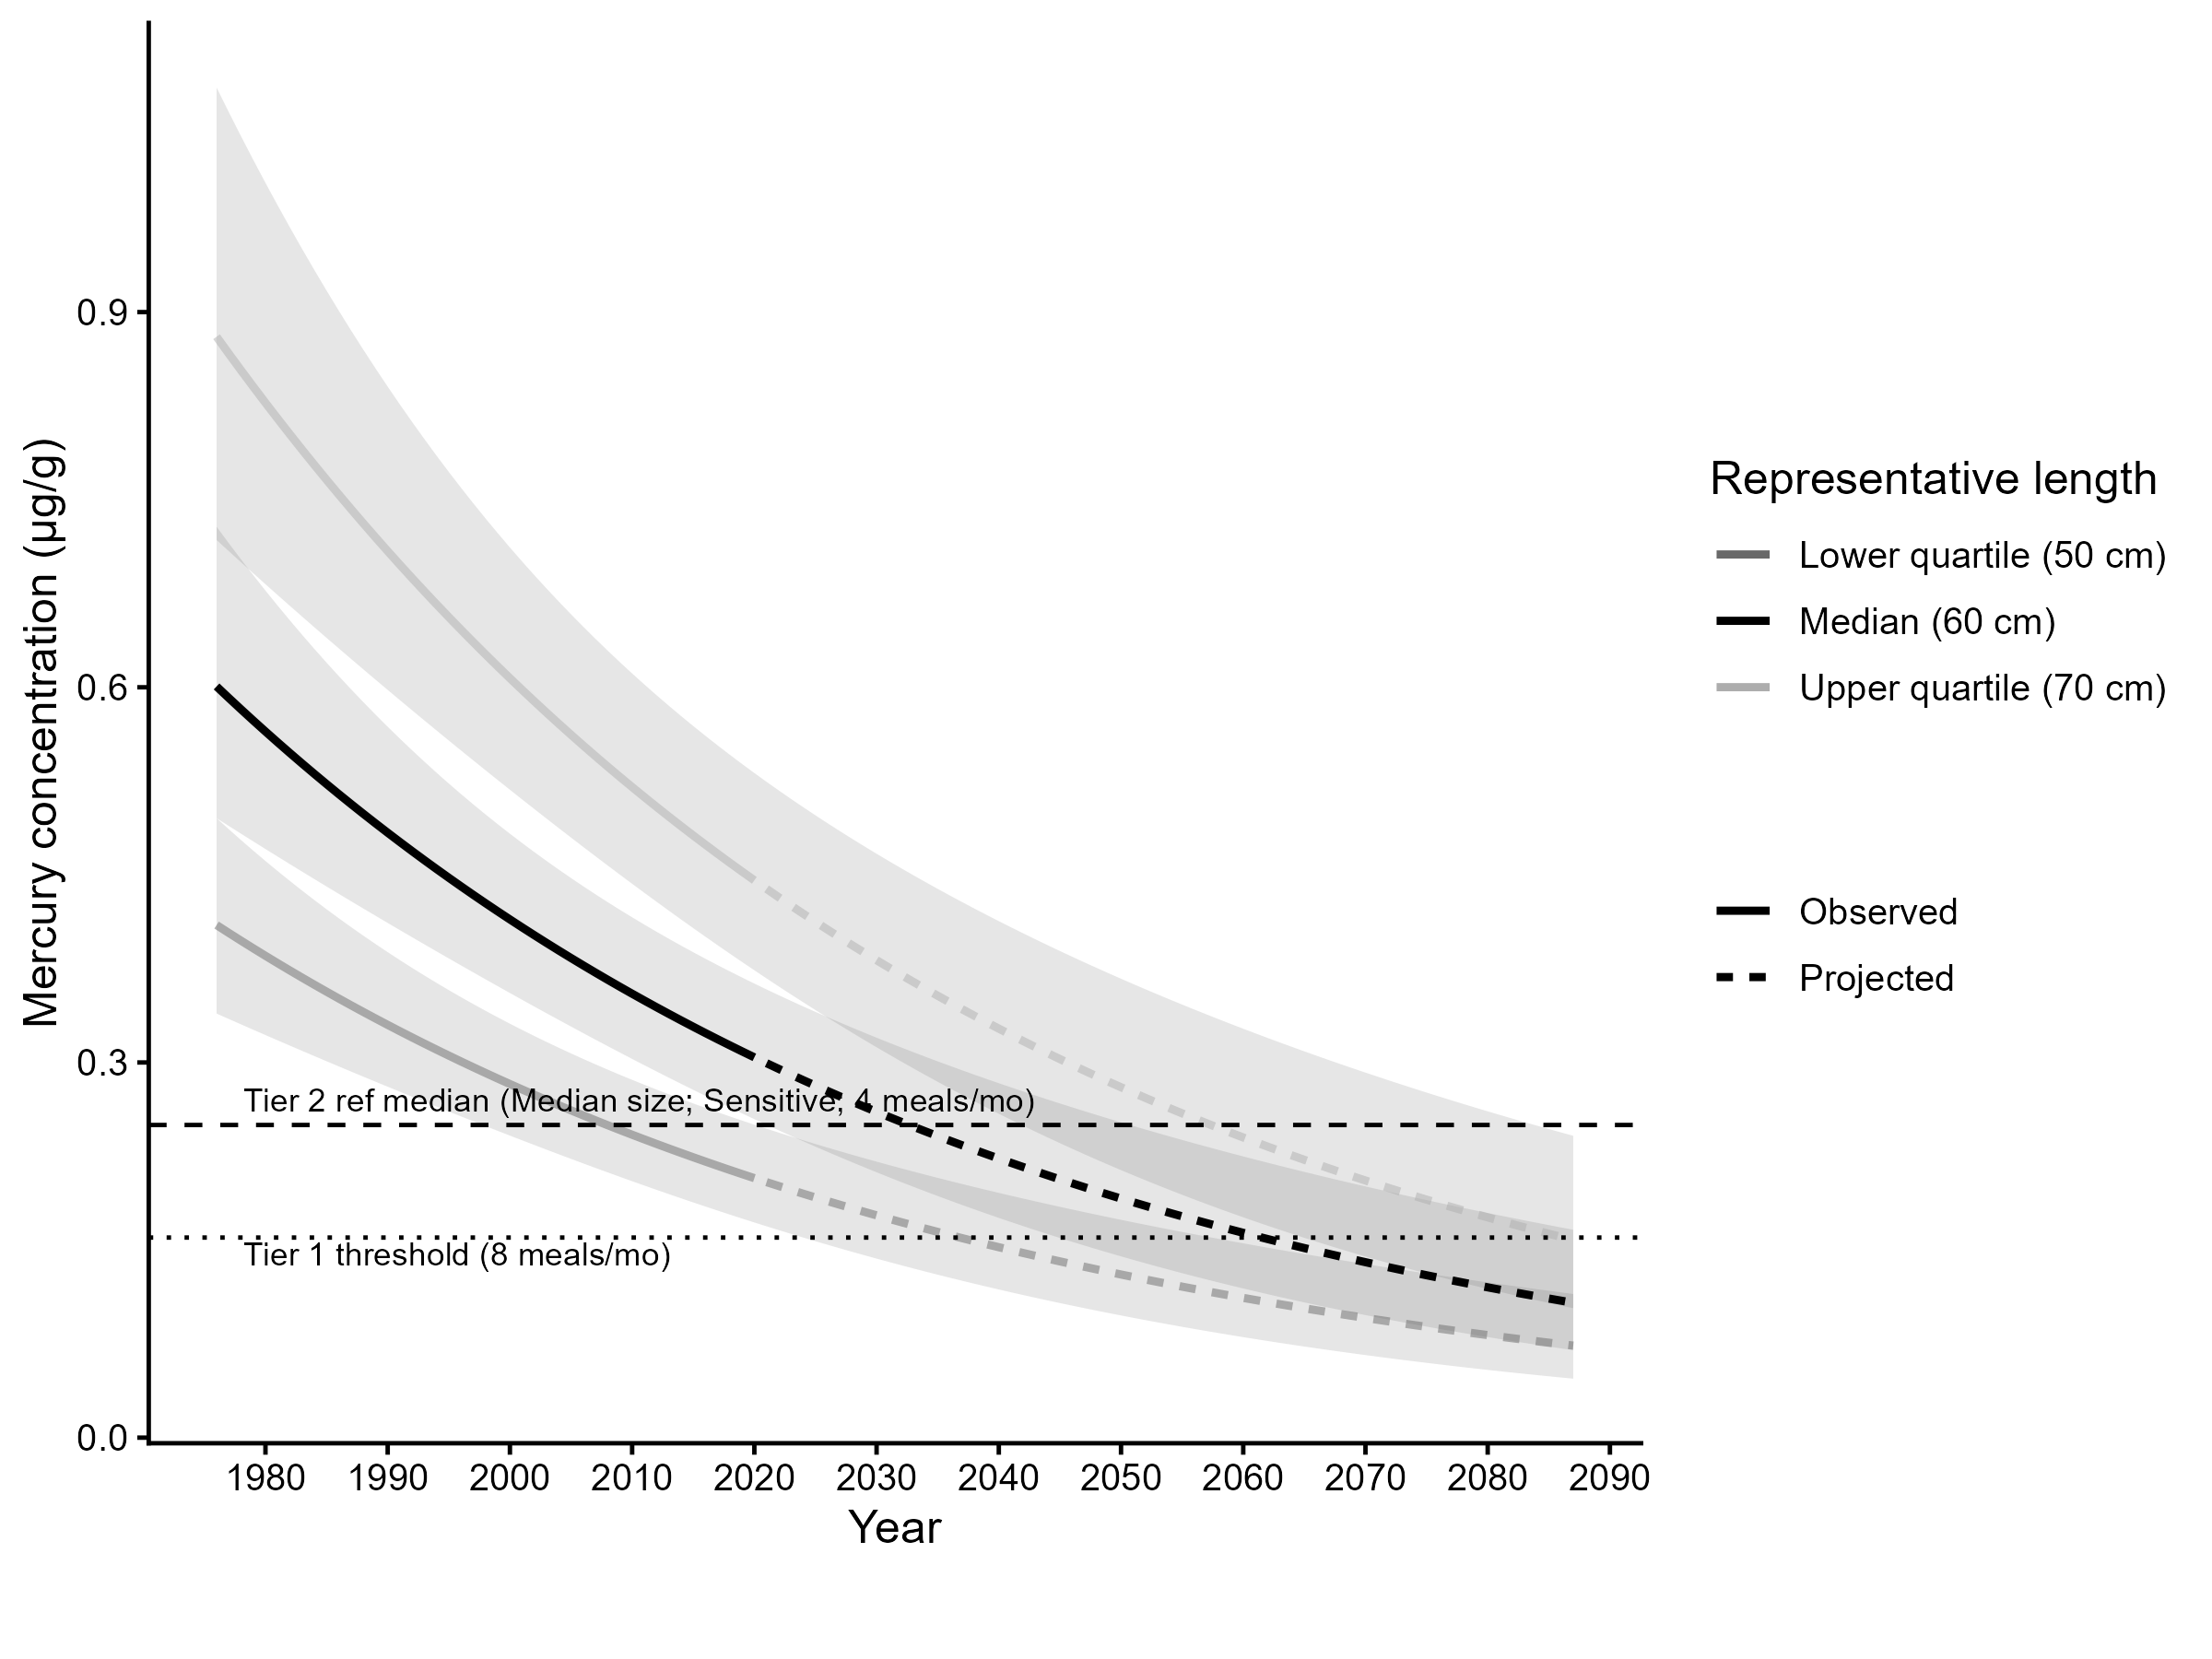 Mercury concentration (µg/g)
0.9
0.6
0.3
0.0
Tier 2 ref median (Median size; Sensitive, 4 meals/mo)
Tier 1 threshold (8 meals/mo)
1980 1990 2000 2010 2020 2030 2040 2050 2060 2070 2080 2090
Year
Representative length
Lower quartile (50 cm)
Median (60 cm)
Upper quartile (70 cm)
Observed
Projected